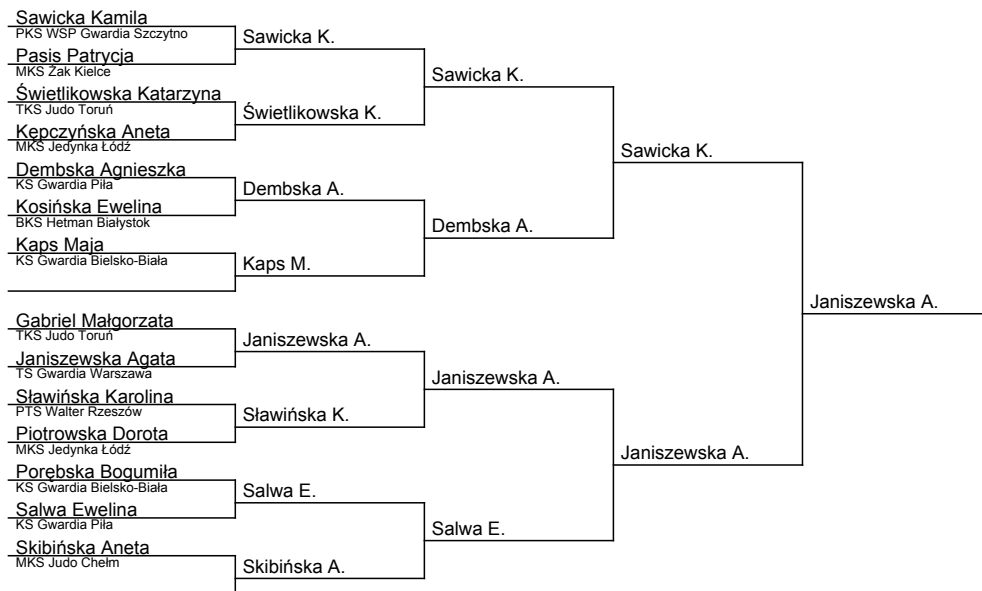 Sawicka Kamila
PKS WSP Gwardia Szczytno
Pasis Patrycja
MKS Żak Kielce
Świetlikowska Katarzyna
TKS Judo Toruń
Kępczyńska Aneta
MKS Jedynka Łódź
Dembska Agnieszka
KS Gwardia Piła
Kosińska Ewelina
BKS Hetman Białystok
Kaps Maja
KS Gwardia Bielsko-Biała
Gabriel Małgorzata
TKS Judo Toruń
Janiszewska Agata
TS Gwardia Warszawa
Sławińska Karolina
PTS Walter Rzeszów
Piotrowska Dorota
MKS Jedynka Łódź
Porębska Bogumiła
KS Gwardia Bielsko-Biała
Salwa Ewelina
KS Gwardia Piła
Skibińska Aneta
MKS Judo Chełm
Sawicka K.
Świetlikowska K.
Dembska A.
Kaps M.
Janiszewska A.
Sławińska K.
Salwa E.
Skibińska A.
Sawicka K.
Dembska A.
Janiszewska A.
Salwa E.
Sawicka K.
Janiszewska A.
Janiszewska A.